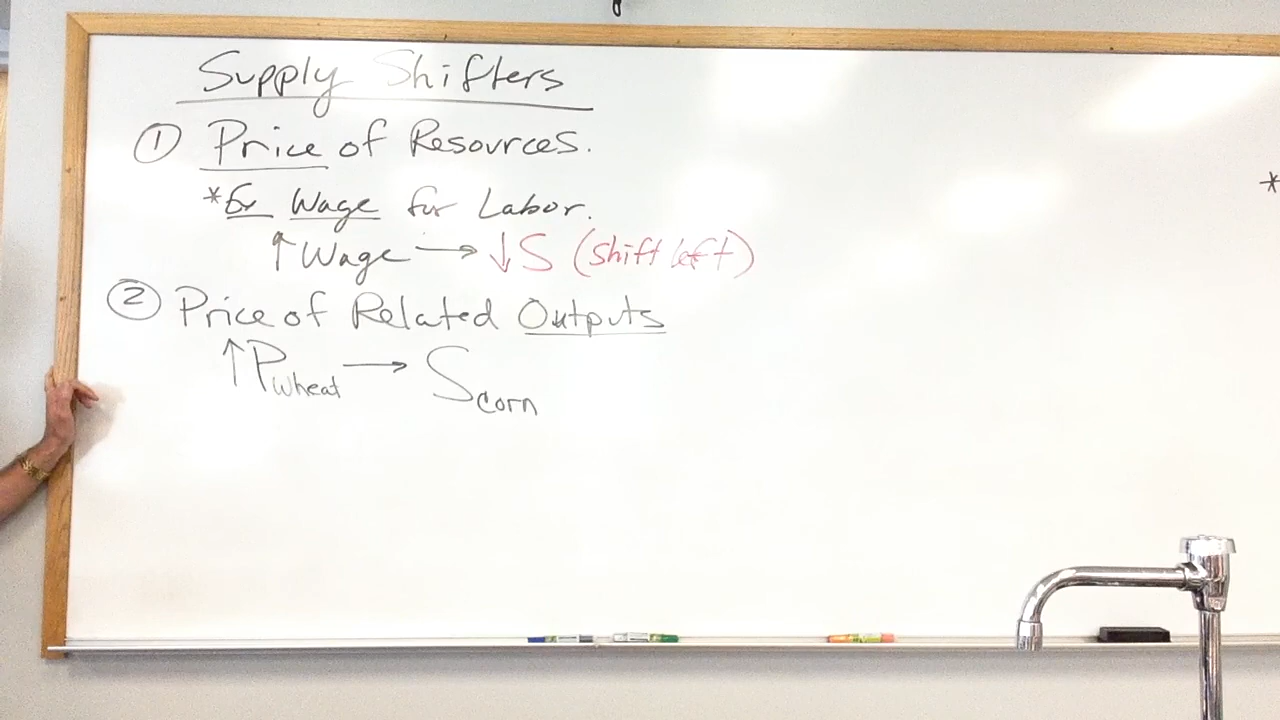 Supply Shifters
① Price of Resources.
*Ex Wage for Labor.
↑ Wage → ↓S (shift left)
② Price of Related Outputs
↑P wheat → S corn
*